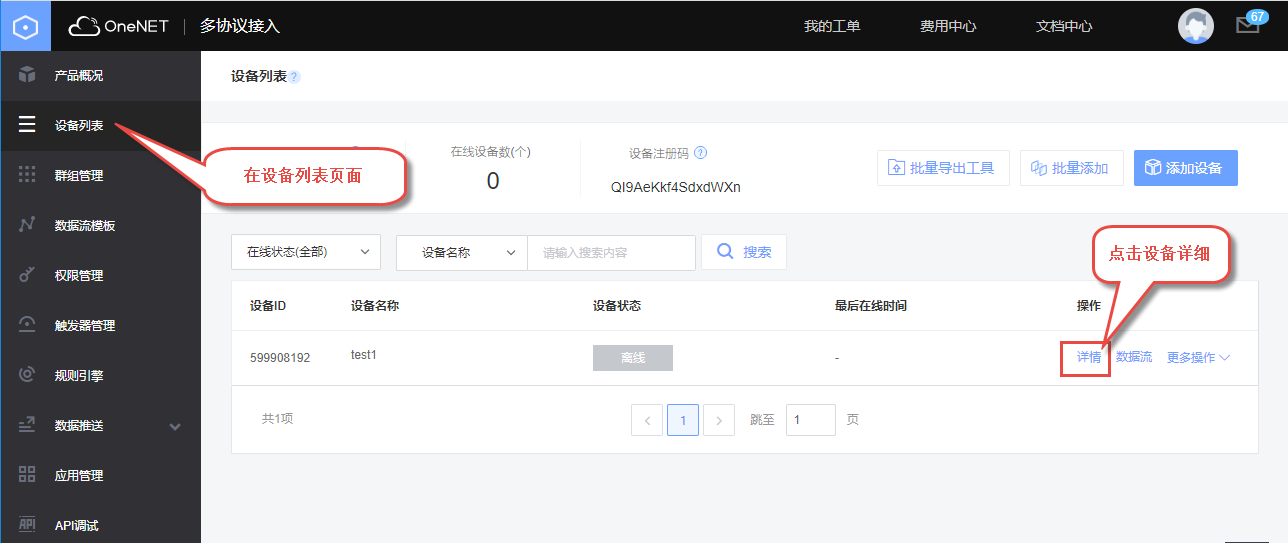 OneNET 多协议接入
我的工单
费用中心
文档中心
67
产品概况
设备列表
群组管理
数据流模板
权限管理
触发器管理
规则引擎
数据推送
应用管理
API API调试
设备列表 ?
在设备列表页面
在线设备数(个)
0
设备注册码 ?
QI9AeKkf4SdxdWXn
批量导出工具
批量添加
添加设备
在线状态(全部)
设备名称
请输入搜索内容
搜索
点击设备详细
设备ID 设备名称 设备状态 最后在线时间 操作
599908192 test1 离线 - 详情 数据流 更多操作
共1项 < 1 > 跳至 1 页